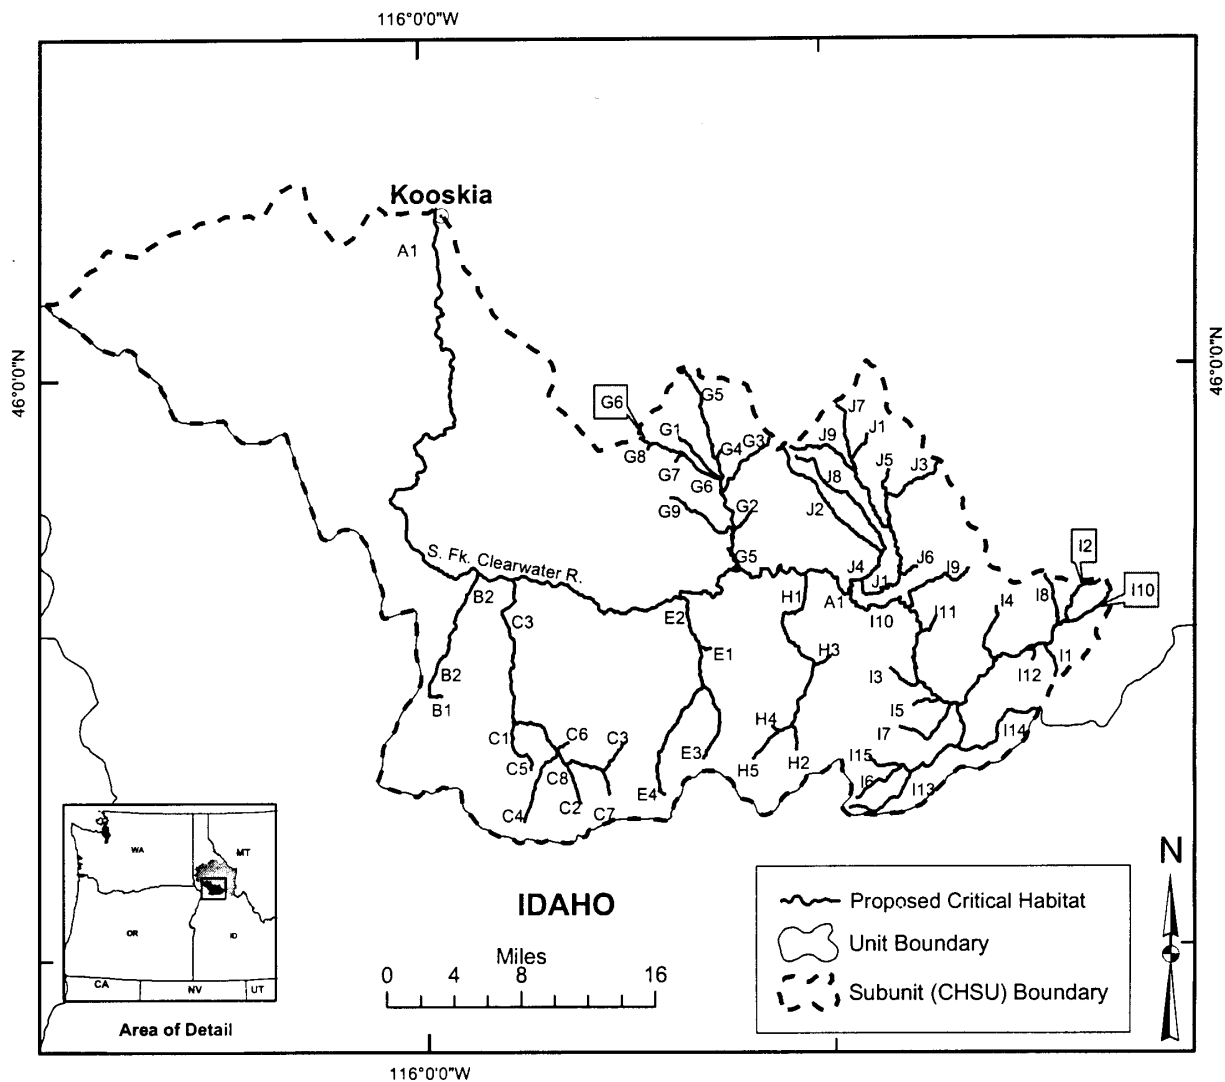 116°0'0"W
Kooskia
A1
46°0'0"N
46°0'0"N
G6
G5
J7
G1
J9
J1
G4
G3
G8
J5
J3
G7
J8
G6
G9
G2
J2
I2
S. Fk. Clearwater R.
G5
J4
J6
I9
B2
H1
A1
J1
I10
I4
I8
I10
C3
E2
I11
E1
H3
I1
B2
I3
I12
B1
I5
C1
C6
C3
H4
I7
I14
C5
C8
E3
H5
H2
I15
I6
I13
C4
C2
C7
E4
WA
MT
OR
ID
CA
NV
UT
Area of Detail
IDAHO
Miles
0 4 8 16
N
Proposed Critical Habitat
Unit Boundary
Subunit (CHSU) Boundary
116°0'0"W